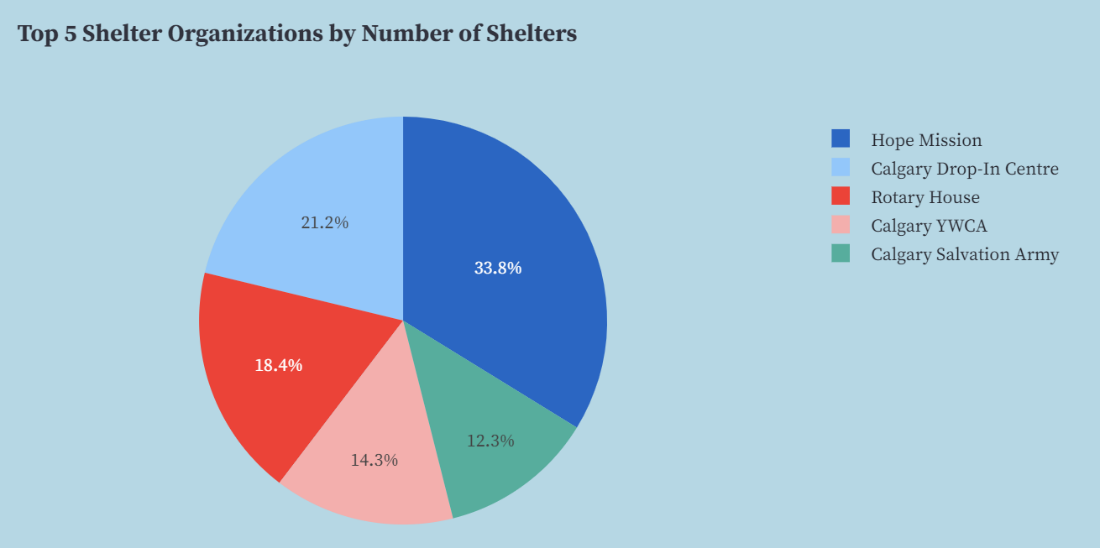 Top 5 Shelter Organizations by Number of Shelters
Hope Mission
Calgary Drop-In Centre
Rotary House
Calgary YWCA
Calgary Salvation Army
21.2%
33.8%
18.4%
12.3%
14.3%